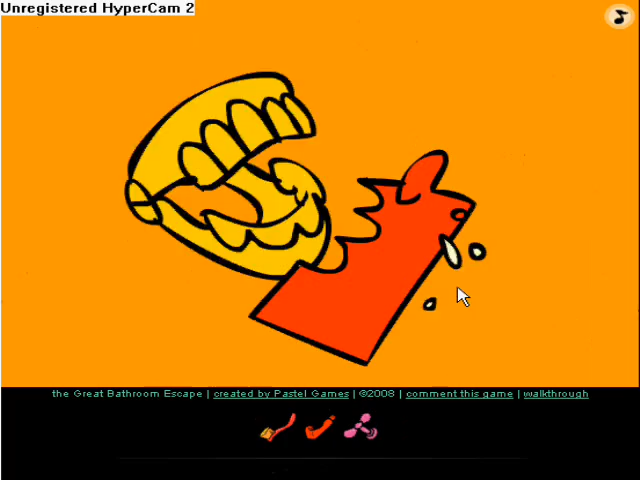 Unregistered HyperCam 2
the Great Bathroom Escape | created by Pastel Games | ©2008 | comment this game | walkthrough